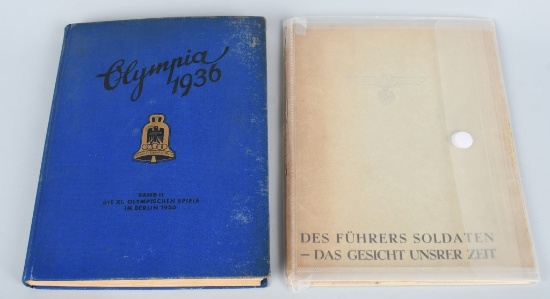 Olympia
1936
BAND II
DIE XI. OLYMPISCHEN SPIELE
IN BERLIN 1936
DES FÜHRERS SOLDATEN
– DAS GESICHT UNSRER ZEIT